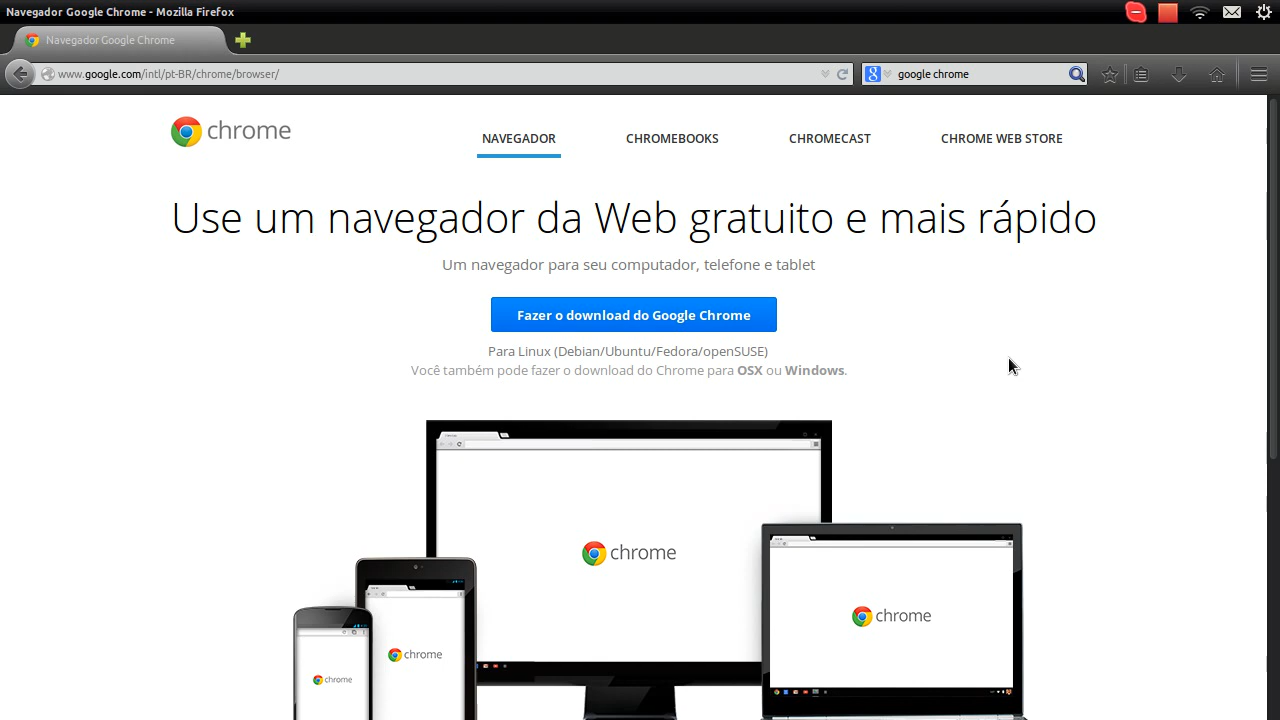 Navegador Google Chrome - Mozilla Firefox
Navegador Google Chrome
www.google.com/intl/pt-BR/chrome/browser/
google chrome
chrome
NAVEGADOR
CHROMEBOOKS
CHROMECAST
CHROME WEB STORE
Use um navegador da Web gratuito e mais rápido
Um navegador para seu computador, telefone e tablet
Fazer o download do Google Chrome
Para Linux (Debian/Ubuntu/Fedora/openSUSE)
Você também pode fazer o download do Chrome para OSX ou Windows.
chrome
chrome
chrome
chrome